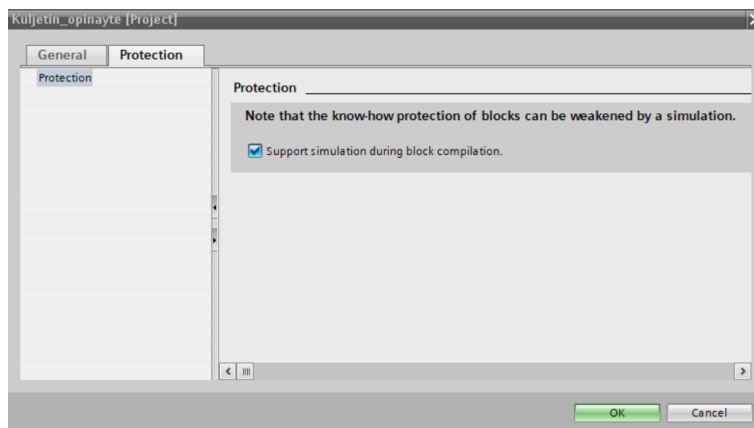 Kuljetin_opinayte [Project]
General
Protection
Protection
Protection
Note that the know-how protection of blocks can be weakened by a simulation.
Support simulation during block compilation.
OK
Cancel